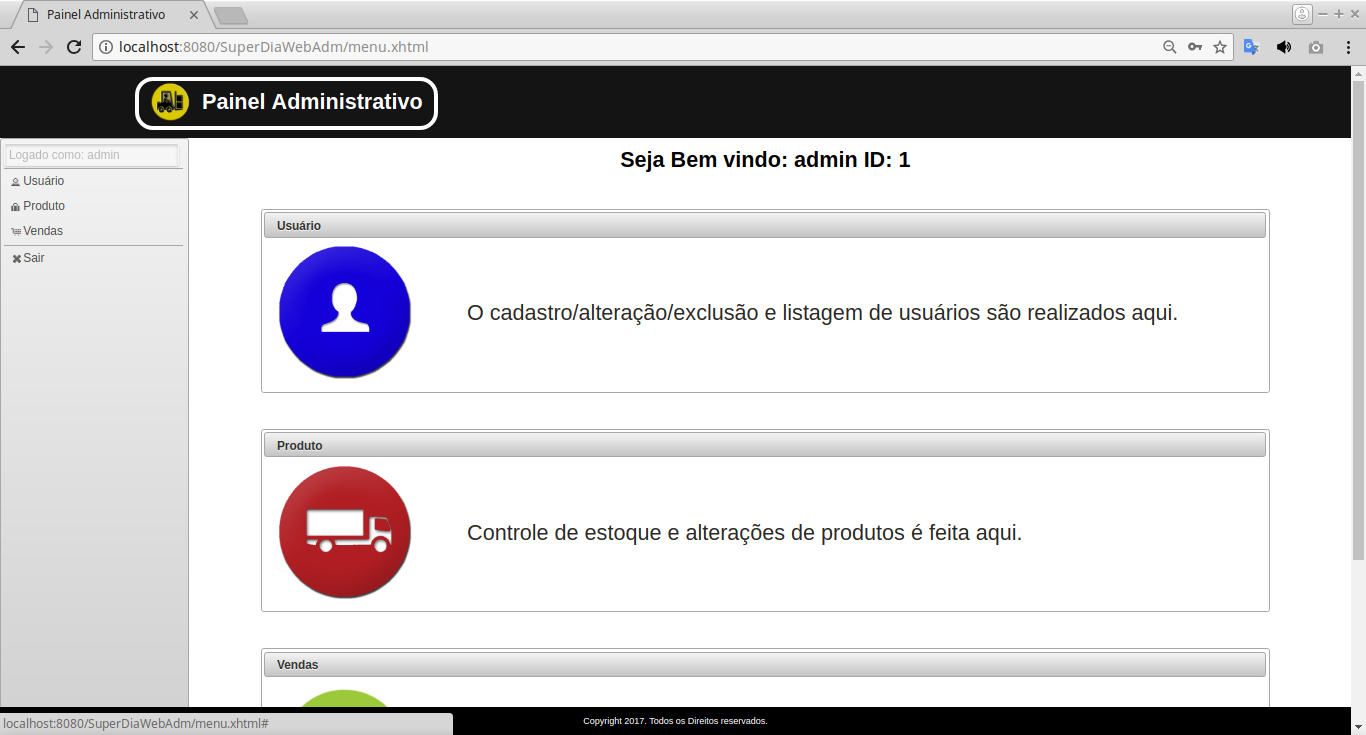 Painel Administrativo
localhost:8080/SuperDiaWebAdm/menu.xhtml
Painel Administrativo
Logado como: admin
Usuário
Produto
Vendas
Sair
Seja Bem vindo: admin ID: 1
Usuário
O cadastro/alteração/exclusão e listagem de usuários são realizados aqui.
Produto
Controle de estoque e alterações de produtos é feita aqui.
Vendas
localhost:8080/SuperDiaWebAdm/menu.xhtml#
Copyright 2017. Todos os Direitos reservados.